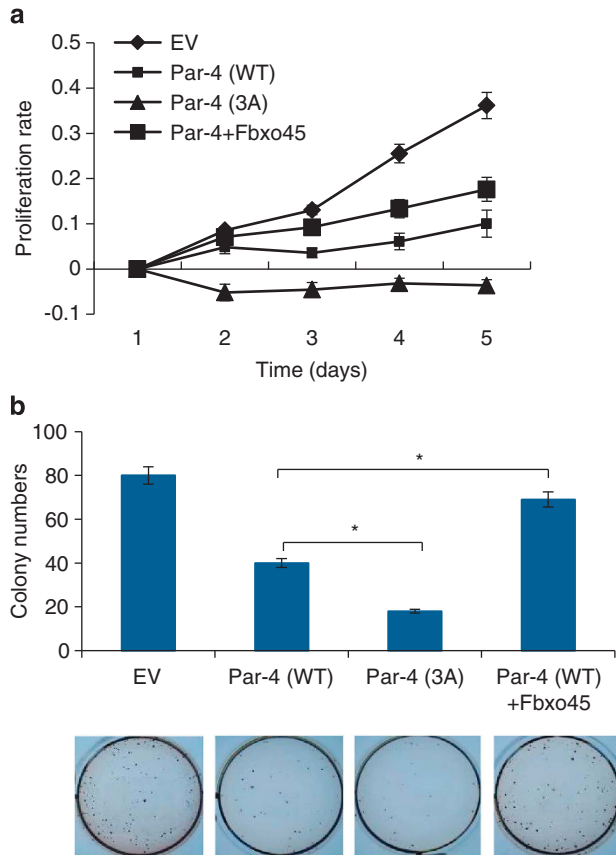 a
0.5
0.4
0.3
0.2
0.1
0
-0.1
Proliferation rate
EV
Par-4 (WT)
Par-4 (3A)
Par-4+Fbxo45
1 2 3 4 5
Time (days)
b
100
80
60
40
20
0
Colony numbers
*
*
EV
Par-4 (WT)
Par-4 (3A)
Par-4 (WT)
+Fbxo45